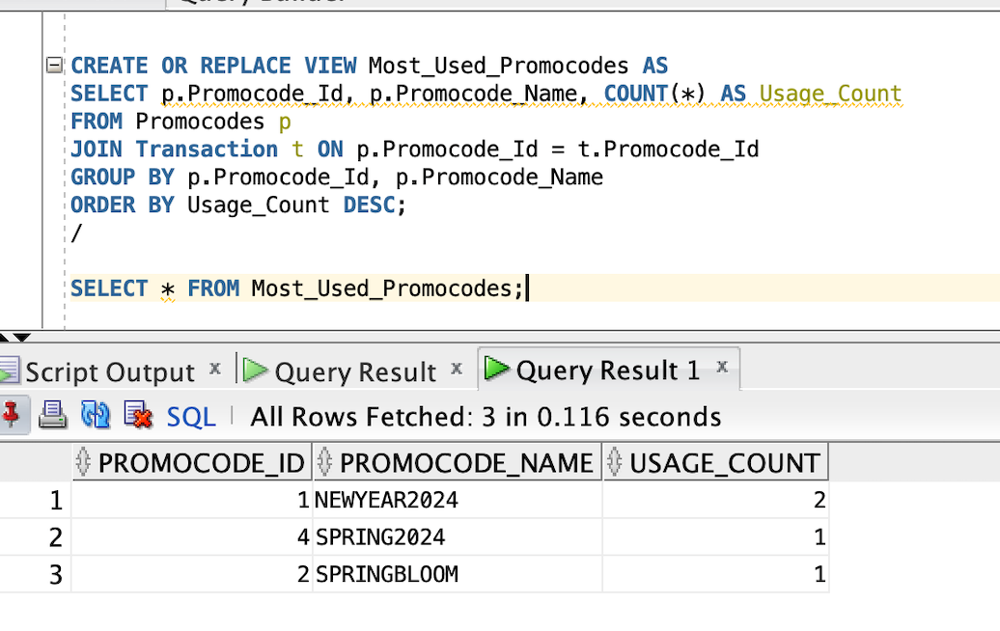 Query Builder
CREATE OR REPLACE VIEW Most_Used_Promocodes AS
SELECT p.Promocode_Id, p.Promocode_Name, COUNT(*) AS Usage_Count
FROM Promocodes p
JOIN Transaction t ON p.Promocode_Id = t.Promocode_Id
GROUP BY p.Promocode_Id, p.Promocode_Name
ORDER BY Usage_Count DESC;
/
SELECT * FROM Most_Used_Promocodes;
Script Output x Query Result x Query Result 1 x
SQL All Rows Fetched: 3 in 0.116 seconds
PROMOCODE_ID PROMOCODE_NAME USAGE_COUNT
1 1 NEWYEAR2024 2
2 4 SPRING2024 1
3 2 SPRINGBLOOM 1